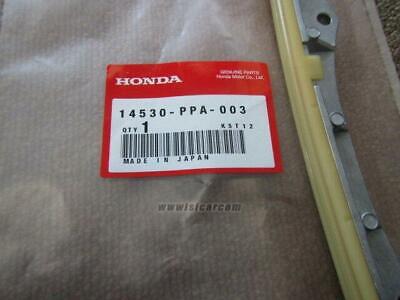 HONDA
GENUINE PARTS
Honda Motor Co., Ltd.
14530-PPA-003
QTY 1 KST12
MADE IN JAPAN
www.isicar.com